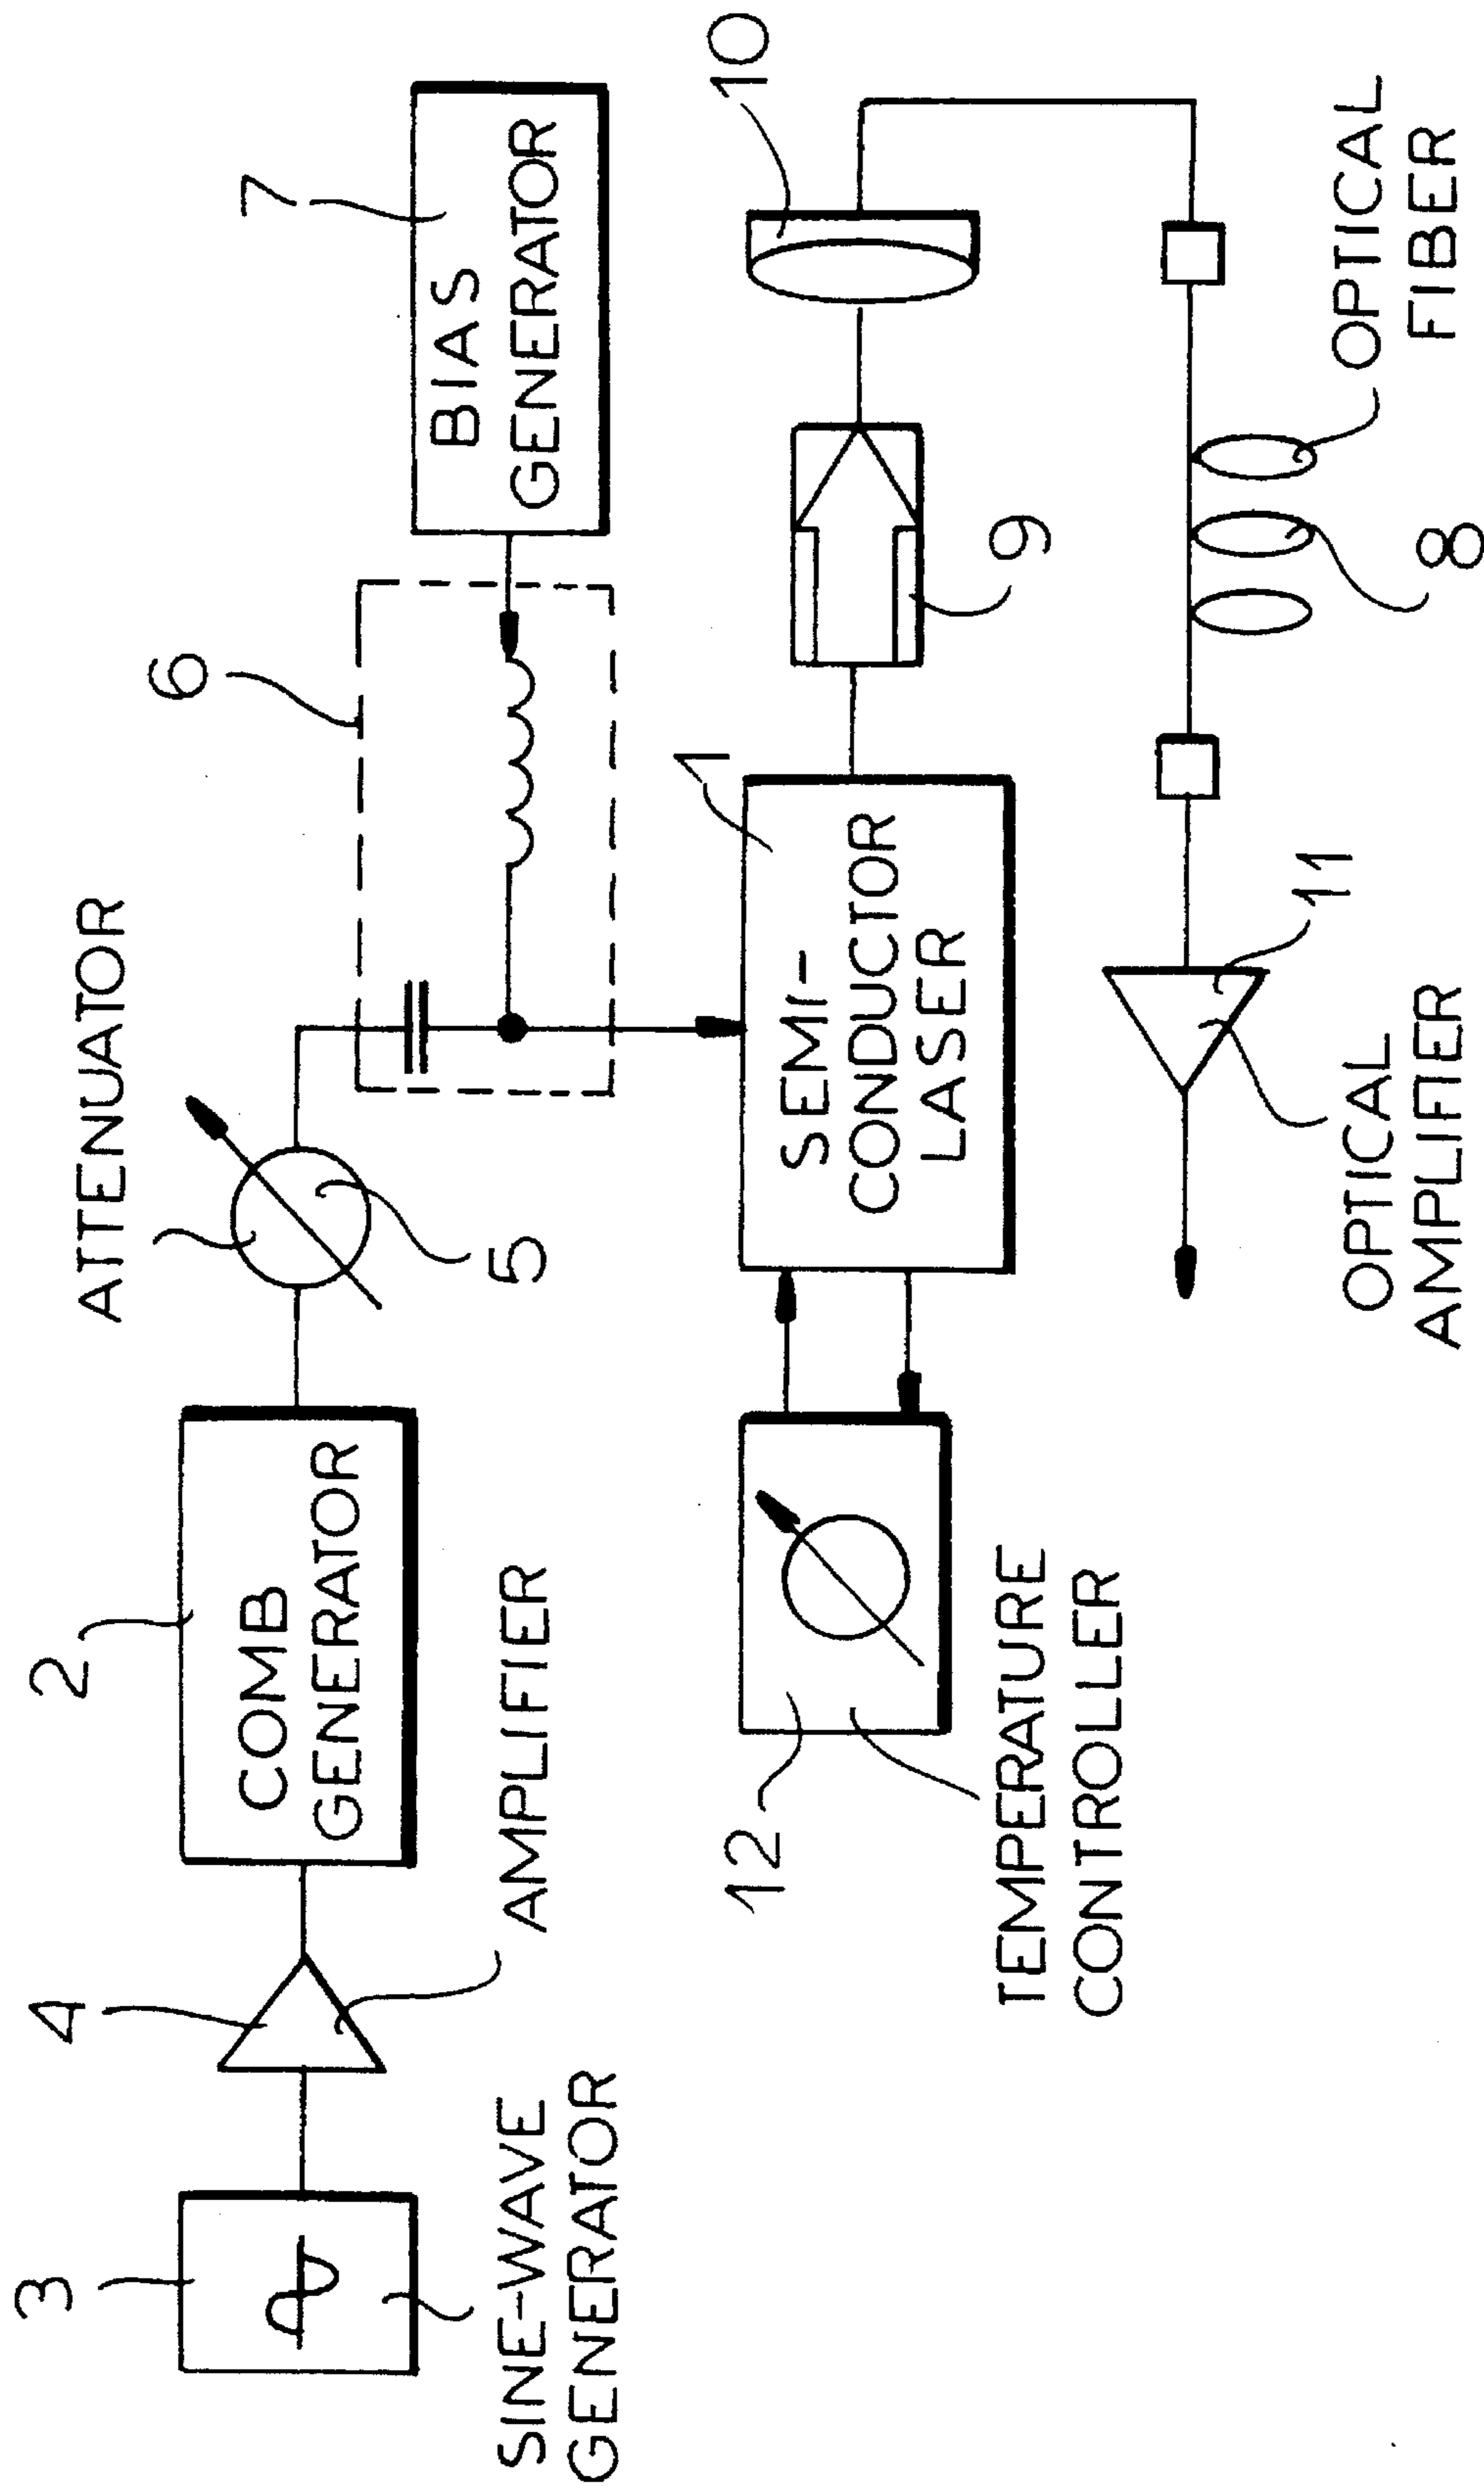 ATTENUATOR
6
7
2
4
3
COMB
GENERATOR
BIAS
GENERATOR
5
AMPLIFIER
SINE-WAVE
GENERATOR
1
10
12
SEMI-
CONDUCTOR
LASER
9
TEMPERATURE
CONTROLLER
11
8
OPTICAL
FIBER
OPTICAL
AMPLIFIER